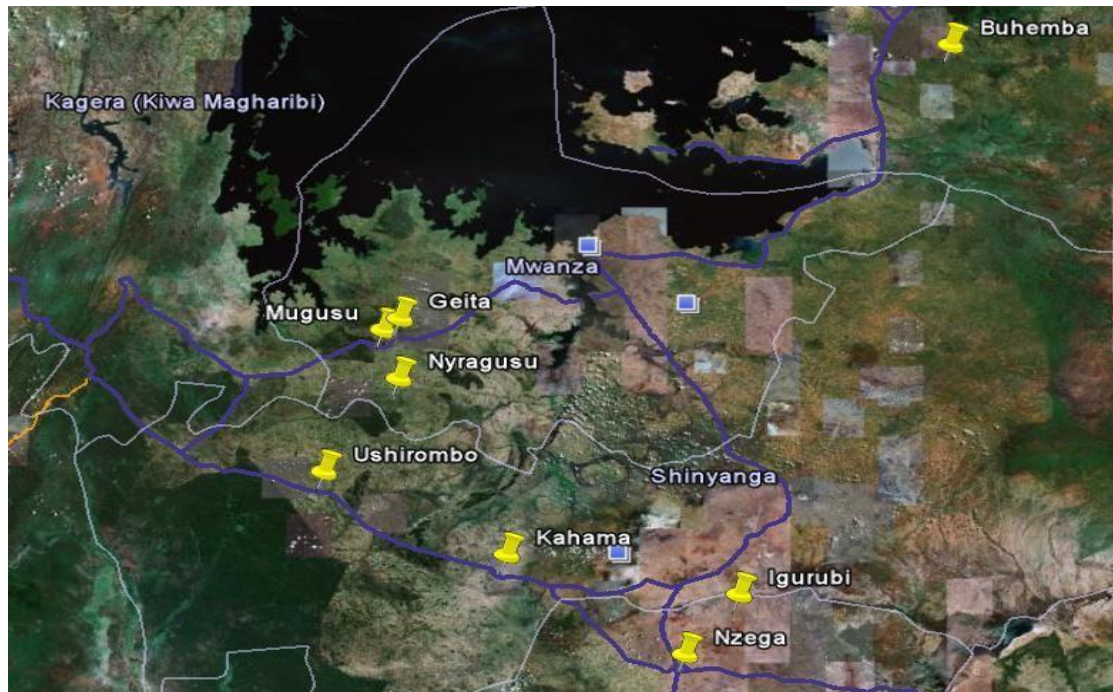 Buhemba
Kagera (Kiwa Magharibi)
Mwanza
Geita
Mugusu
Nyragusu
Ushirombo
Shinyanga
Kahama
Igurubi
Nzega